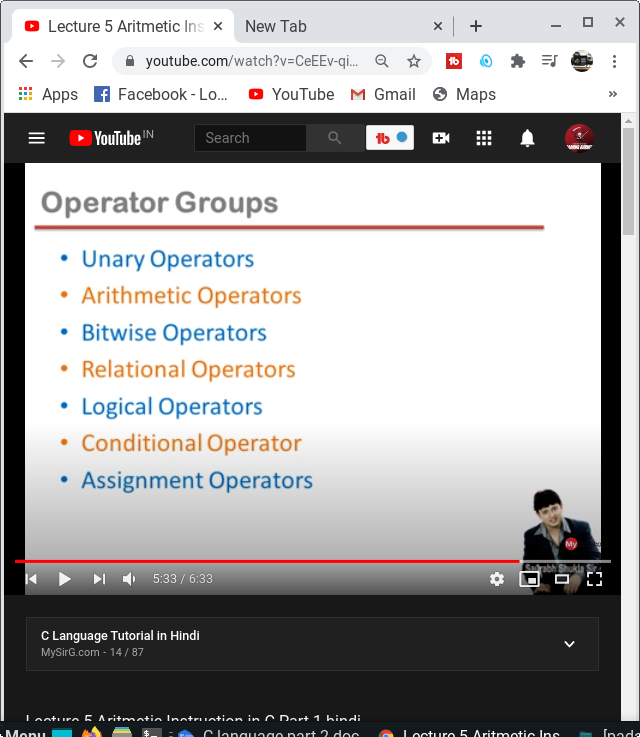 Lecture 5 Aritmetic Ins
New Tab
youtube.com/watch?v=CeEEv-qi...
Apps
Facebook - Lo...
YouTube
Gmail
Maps
»
YouTube IN
Search
Operator Groups
• Unary Operators
• Arithmetic Operators
• Bitwise Operators
• Relational Operators
• Logical Operators
• Conditional Operator
• Assignment Operators
My
Saurabh Shukla Sir
5:33 / 6:33
C Language Tutorial in Hindi
MySirG.com - 14 / 87
Lecture 5 Aritmetic Instruction in C Part 1 hindi
Menu
C language part 2.doc
Lecture 5 Aritmetic Ins
[pada